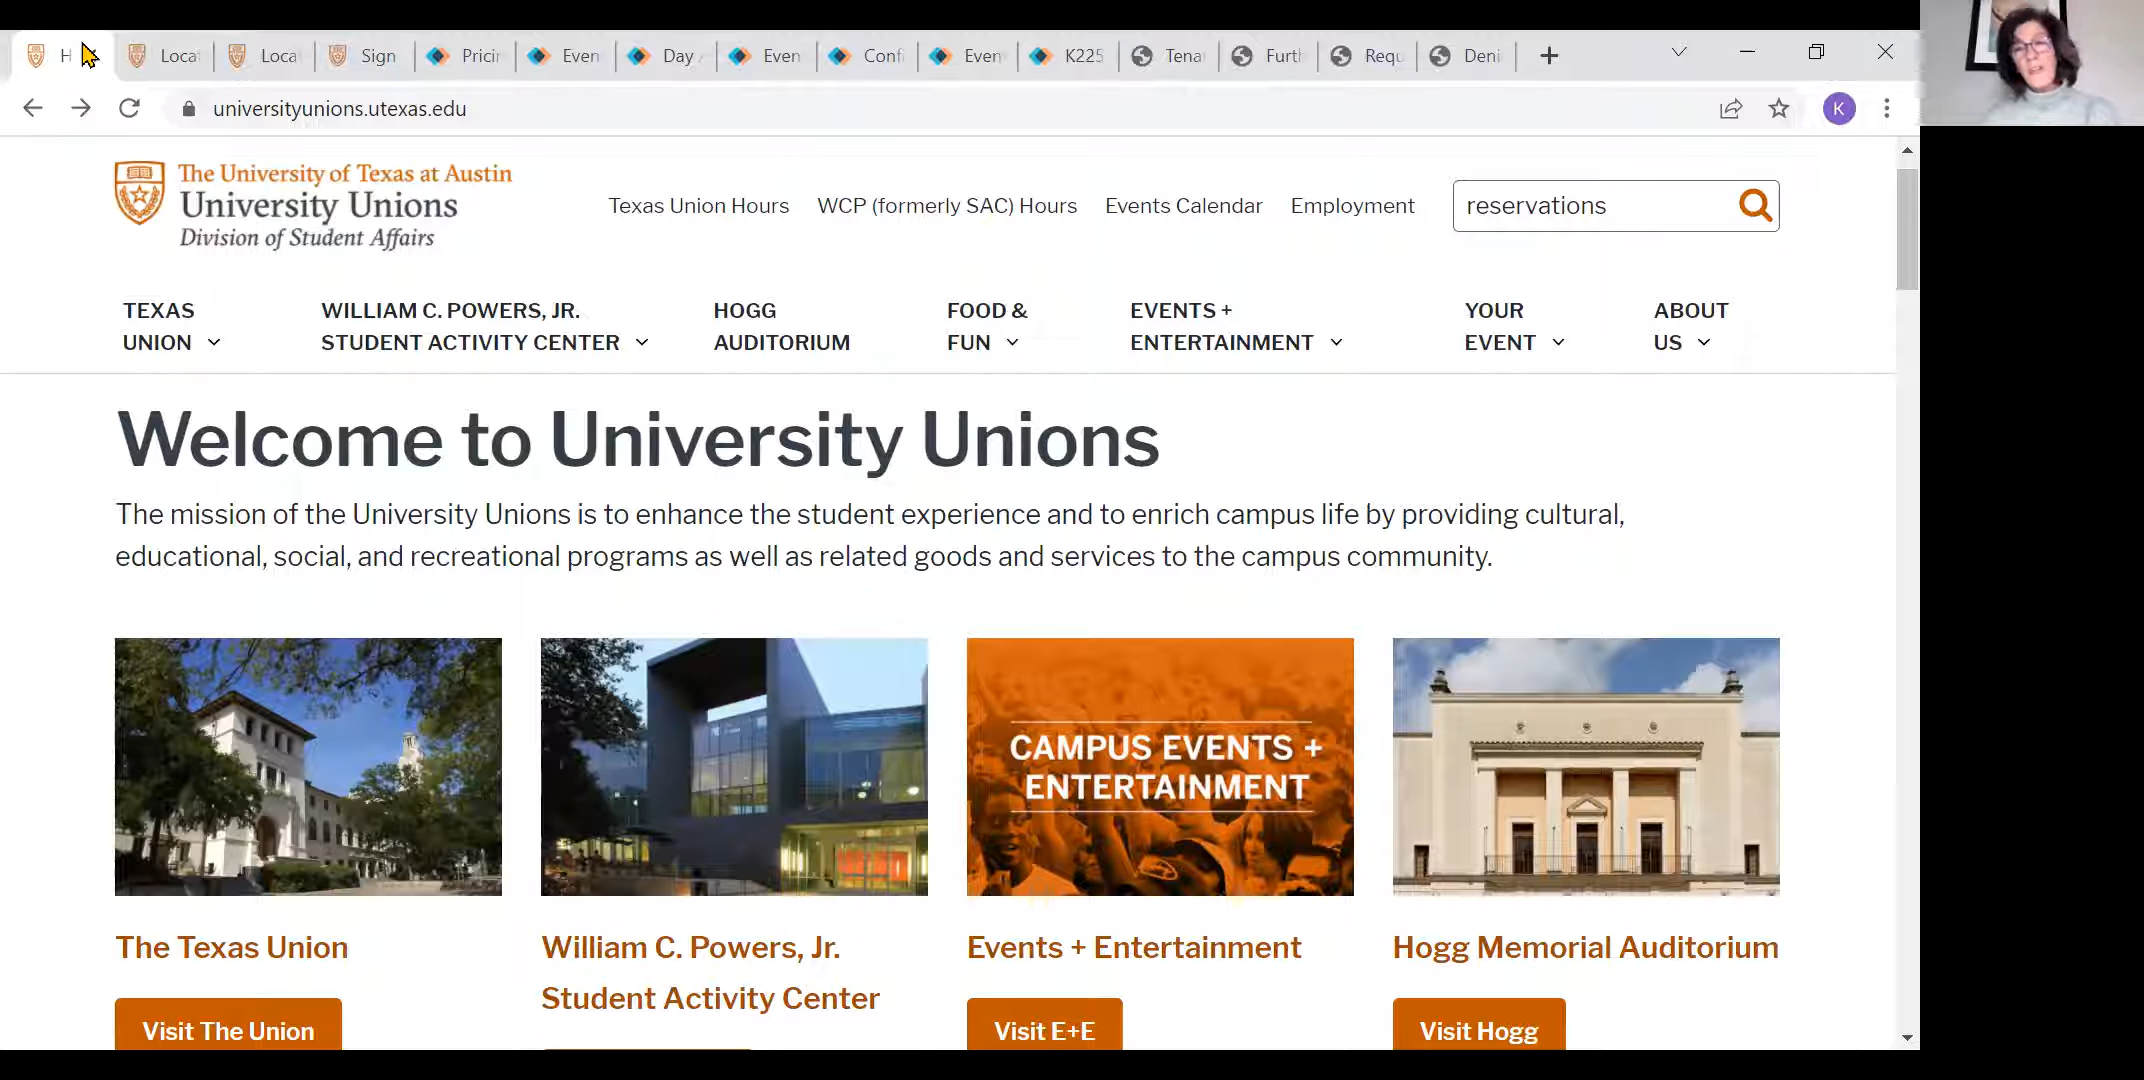 H
Locat
Locat
Sign
Pricin
Even
Day A
Even
Conf
Even
K225
Tena
Furth
Requ
Deni
universityunions.utexas.edu
K
The University of Texas at Austin
University Unions
Division of Student Affairs
Texas Union Hours
WCP (formerly SAC) Hours
Events Calendar
Employment
reservations
TEXAS
UNION
WILLIAM C. POWERS, JR.
STUDENT ACTIVITY CENTER
HOGG
AUDITORIUM
FOOD &
FUN
EVENTS +
ENTERTAINMENT
YOUR
EVENT
ABOUT
US
Welcome to University Unions
The mission of the University Unions is to enhance the student experience and to enrich campus life by providing cultural,
educational, social, and recreational programs as well as related goods and services to the campus community.
CAMPUS EVENTS +
ENTERTAINMENT
The Texas Union
William C. Powers, Jr.
Student Activity Center
Events + Entertainment
Hogg Memorial Auditorium
Visit The Union
Visit E+E
Visit Hogg